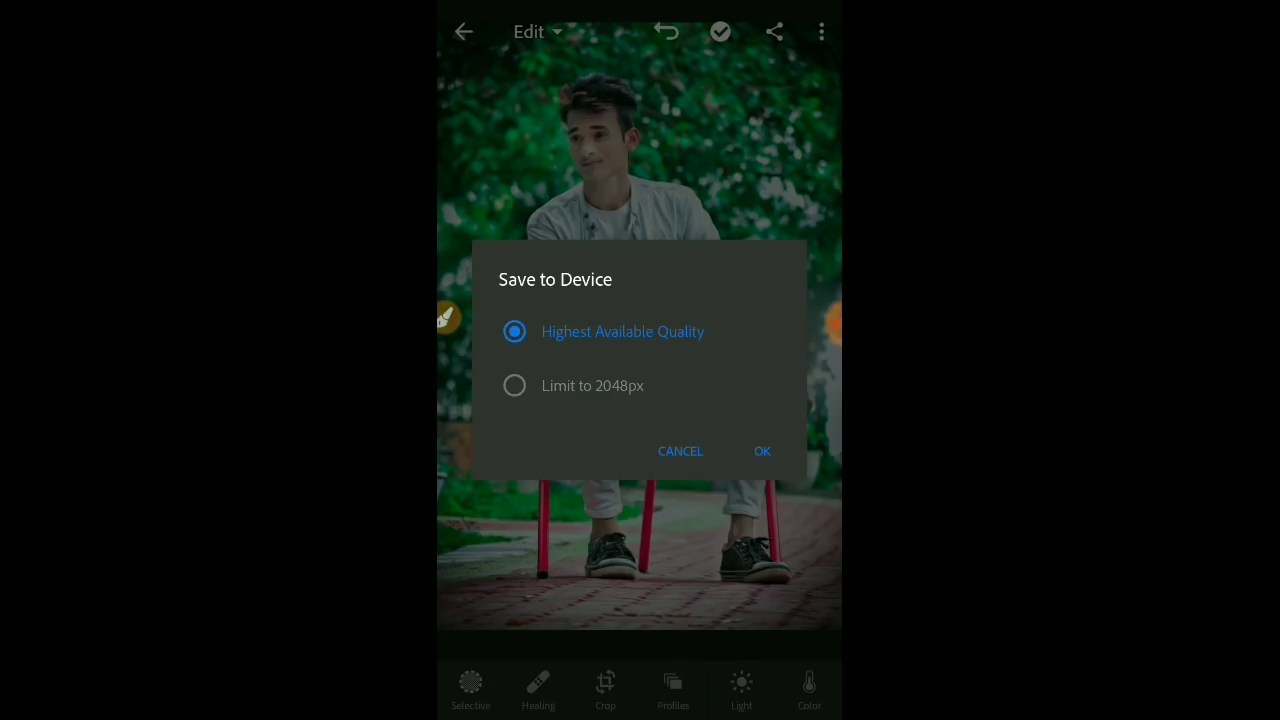 Edit
Save to Device
Highest Available Quality
Limit to 2048px
CANCEL OK
Selective Healing Crop Profiles Light Color